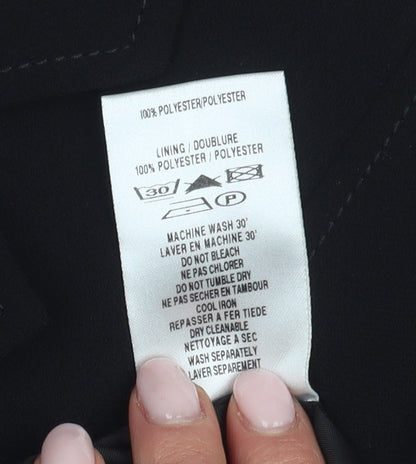 100% POLYESTER/POLYESTER
LINING / DOUBLURE
100% POLYESTER / POLYESTER
30
P
MACHINE WASH 30'
LAVER EN MACHINE 30'
DO NOT BLEACH
NE PAS CHLORER
DO NOT TUMBLE DRY
NE PAS SECHER EN TAMBOUR
COOL IRON
REPASSER A FER TIEDE
DRY CLEANABLE
NETTOYAGE A SEC
WASH SEPARATELY
LAVER SEPAREMENT